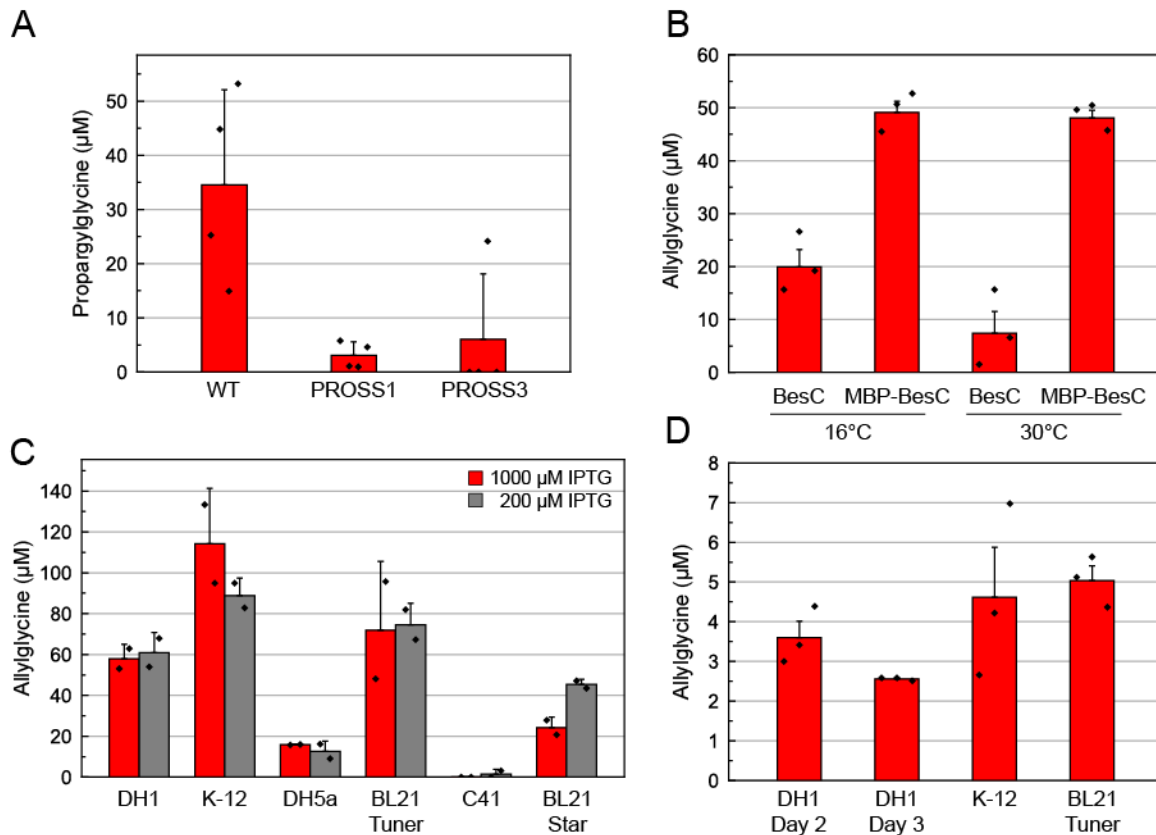 A
Propargylglycine (µM)
50
40
30
20
10
0
WT PROSS1 PROSS3
B
Allylglycine (µM)
60
50
40
30
20
10
0
BesC MBP-BesC BesC MBP-BesC
16°C 30°C
C
Allylglycine (µM)
140
120
100
80
60
40
20
0
1000 µM IPTG
200 µM IPTG
DH1 K-12 DH5a BL21 C41 BL21
Tuner Star
D
Allylglycine (µM)
8
7
6
5
4
3
2
1
0
DH1 DH1 K-12 BL21
Day 2 Day 3 Tuner